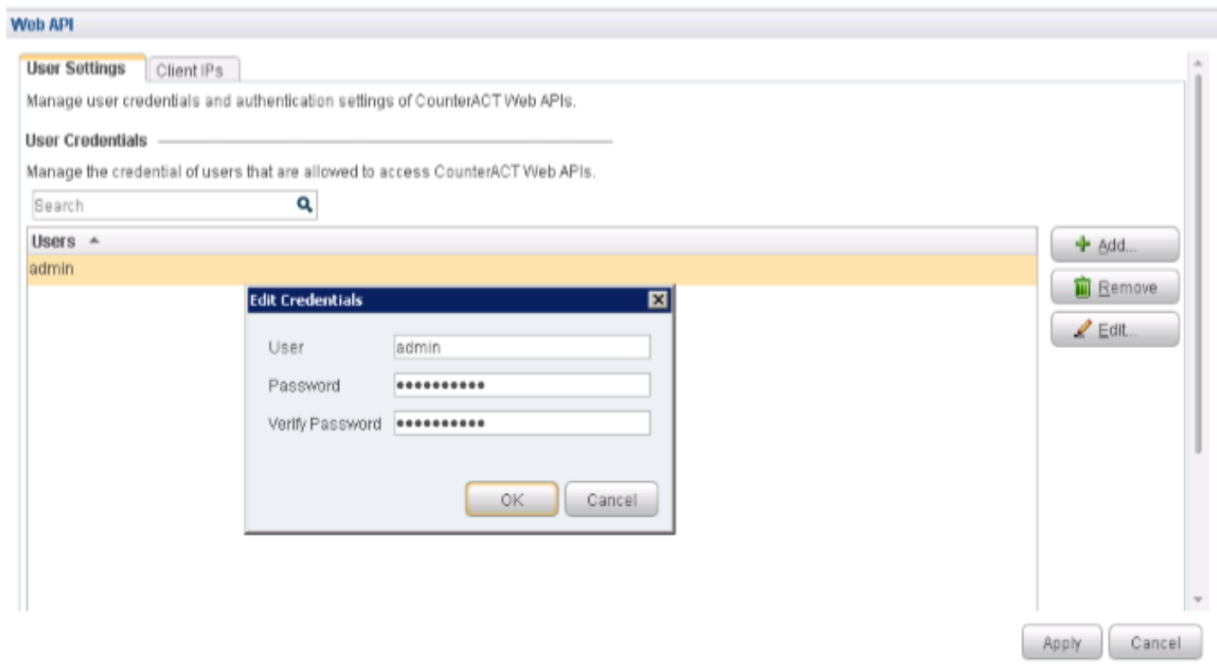 Web API
User Settings
Client IPs
Manage user credentials and authentication settings of CounterACT Web APIs.
User Credentials
Manage the credential of users that are allowed to access CounterACT Web APIs.
Search
Users
Add...
admin
Remove
Edit...
Edit Credentials
User
admin
Password
••••••••••
Verify Password
••••••••••
OK
Cancel
Apply
Cancel